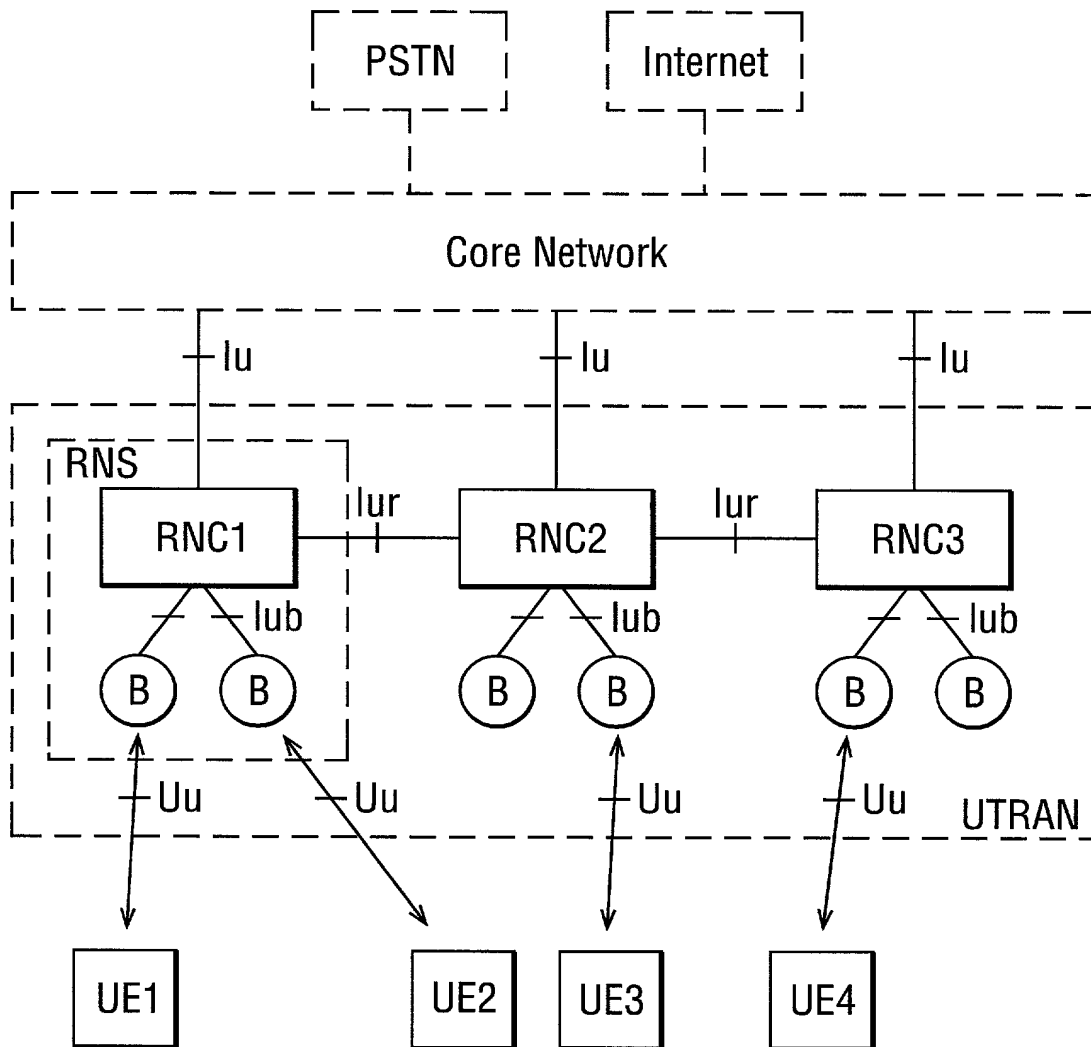 PSTN
Internet
Core Network
Iu
Iu
Iu
RNS
RNC1
Iur
RNC2
Iur
RNC3
Iub
Iub
Iub
B
B
B
B
B
B
Uu
Uu
Uu
Uu
UTRAN
UE1
UE2
UE3
UE4